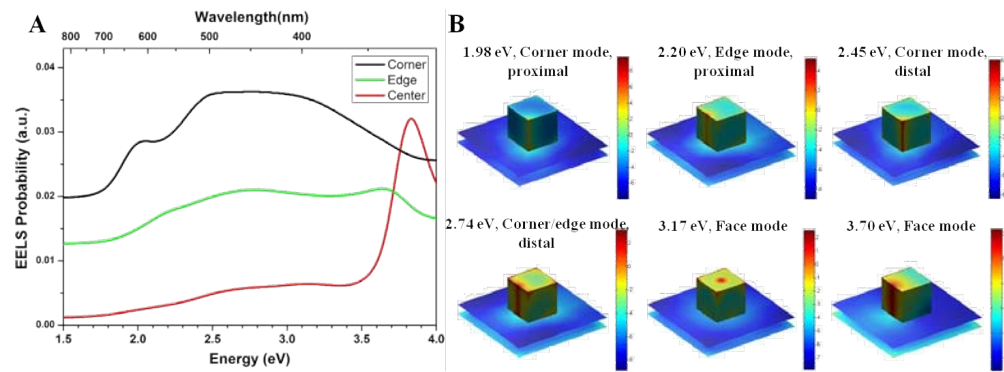 A
B
Wavelength(nm)
800 700 600 500 400
Corner
Edge
Center
EELS Probability (a.u.)
0.04
0.03
0.02
0.01
0.00
1.5 2.0 2.5 3.0 3.5 4.0
Energy (eV)
1.98 eV, Corner mode,
proximal
2.20 eV, Edge mode,
proximal
2.45 eV, Corner mode,
distal
2.74 eV, Corner/edge mode,
distal
3.17 eV, Face mode
3.70 eV, Face mode